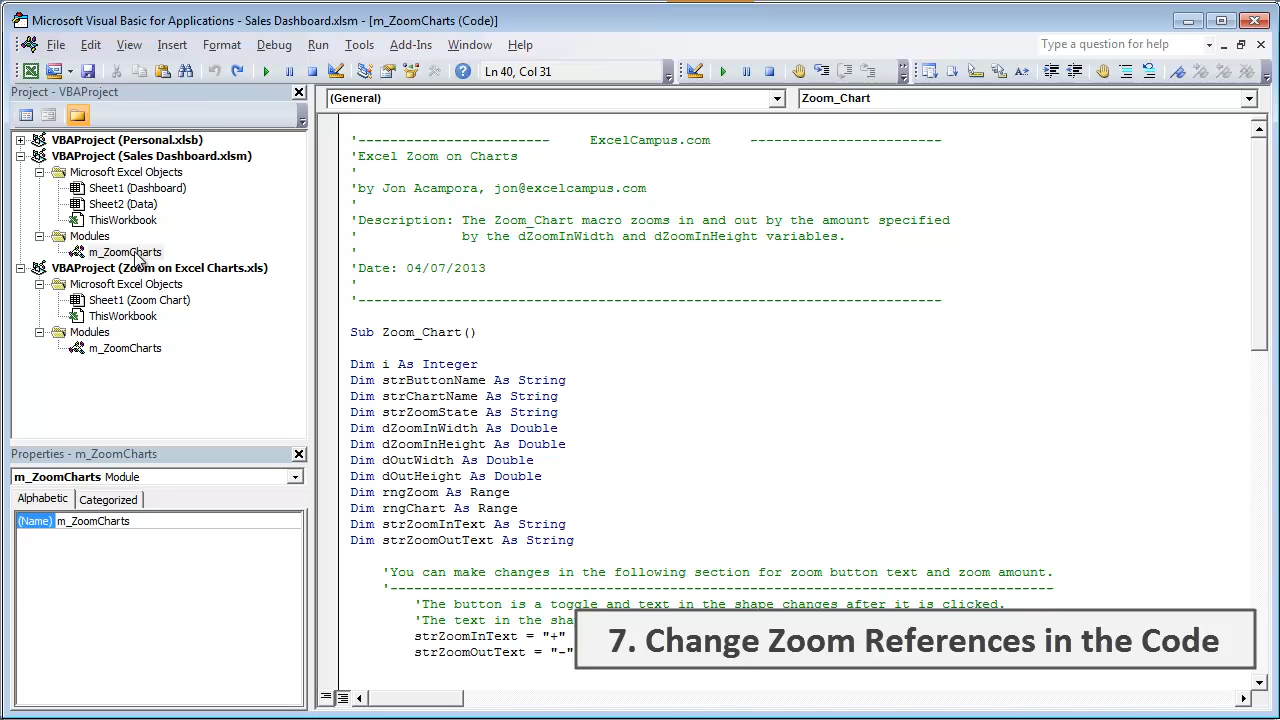 Microsoft Visual Basic for Applications - Sales Dashboard.xlsm - [m_ZoomCharts (Code)]
File Edit View Insert Format Debug Run Tools Add-Ins Window Help
Type a question for help
Ln 40, Col 31
Project - VBAProject
VBAProject (Personal.xlsb)
VBAProject (Sales Dashboard.xlsm)
Microsoft Excel Objects
Sheet1 (Dashboard)
Sheet2 (Data)
ThisWorkbook
Modules
m_ZoomCharts
VBAProject (Zoom on Excel Charts.xls)
Microsoft Excel Objects
Sheet1 (Zoom Chart)
ThisWorkbook
Modules
m_ZoomCharts
Properties - m_ZoomCharts
m_ZoomCharts Module
Alphabetic Categorized
(Name) m_ZoomCharts
(General) Zoom_Chart
'------------------------ ExcelCampus.com ------------------------
'Excel Zoom on Charts
'
'by Jon Acampora, jon@excelcampus.com
'
'Description: The Zoom_Chart macro zooms in and out by the amount specified
' by the dZoomInWidth and dZoomInHeight variables.
'
'Date: 04/07/2013
'
'-------------------------------------------------------------------------
Sub Zoom_Chart()
Dim i As Integer
Dim strButtonName As String
Dim strChartName As String
Dim strZoomState As String
Dim dZoomInWidth As Double
Dim dZoomInHeight As Double
Dim dOutWidth As Double
Dim dOutHeight As Double
Dim rngZoom As Range
Dim rngChart As Range
Dim strZoomInText As String
Dim strZoomOutText As String
'You can make changes in the following section for zoom button text and zoom amount.
'-----------------------------------------------------------------------------------
'The button is a toggle and text in the shape changes after it is clicked.
'The text in the sha
strZoomInText = "+"
strZoomOutText = "-"
7. Change Zoom References in the Code